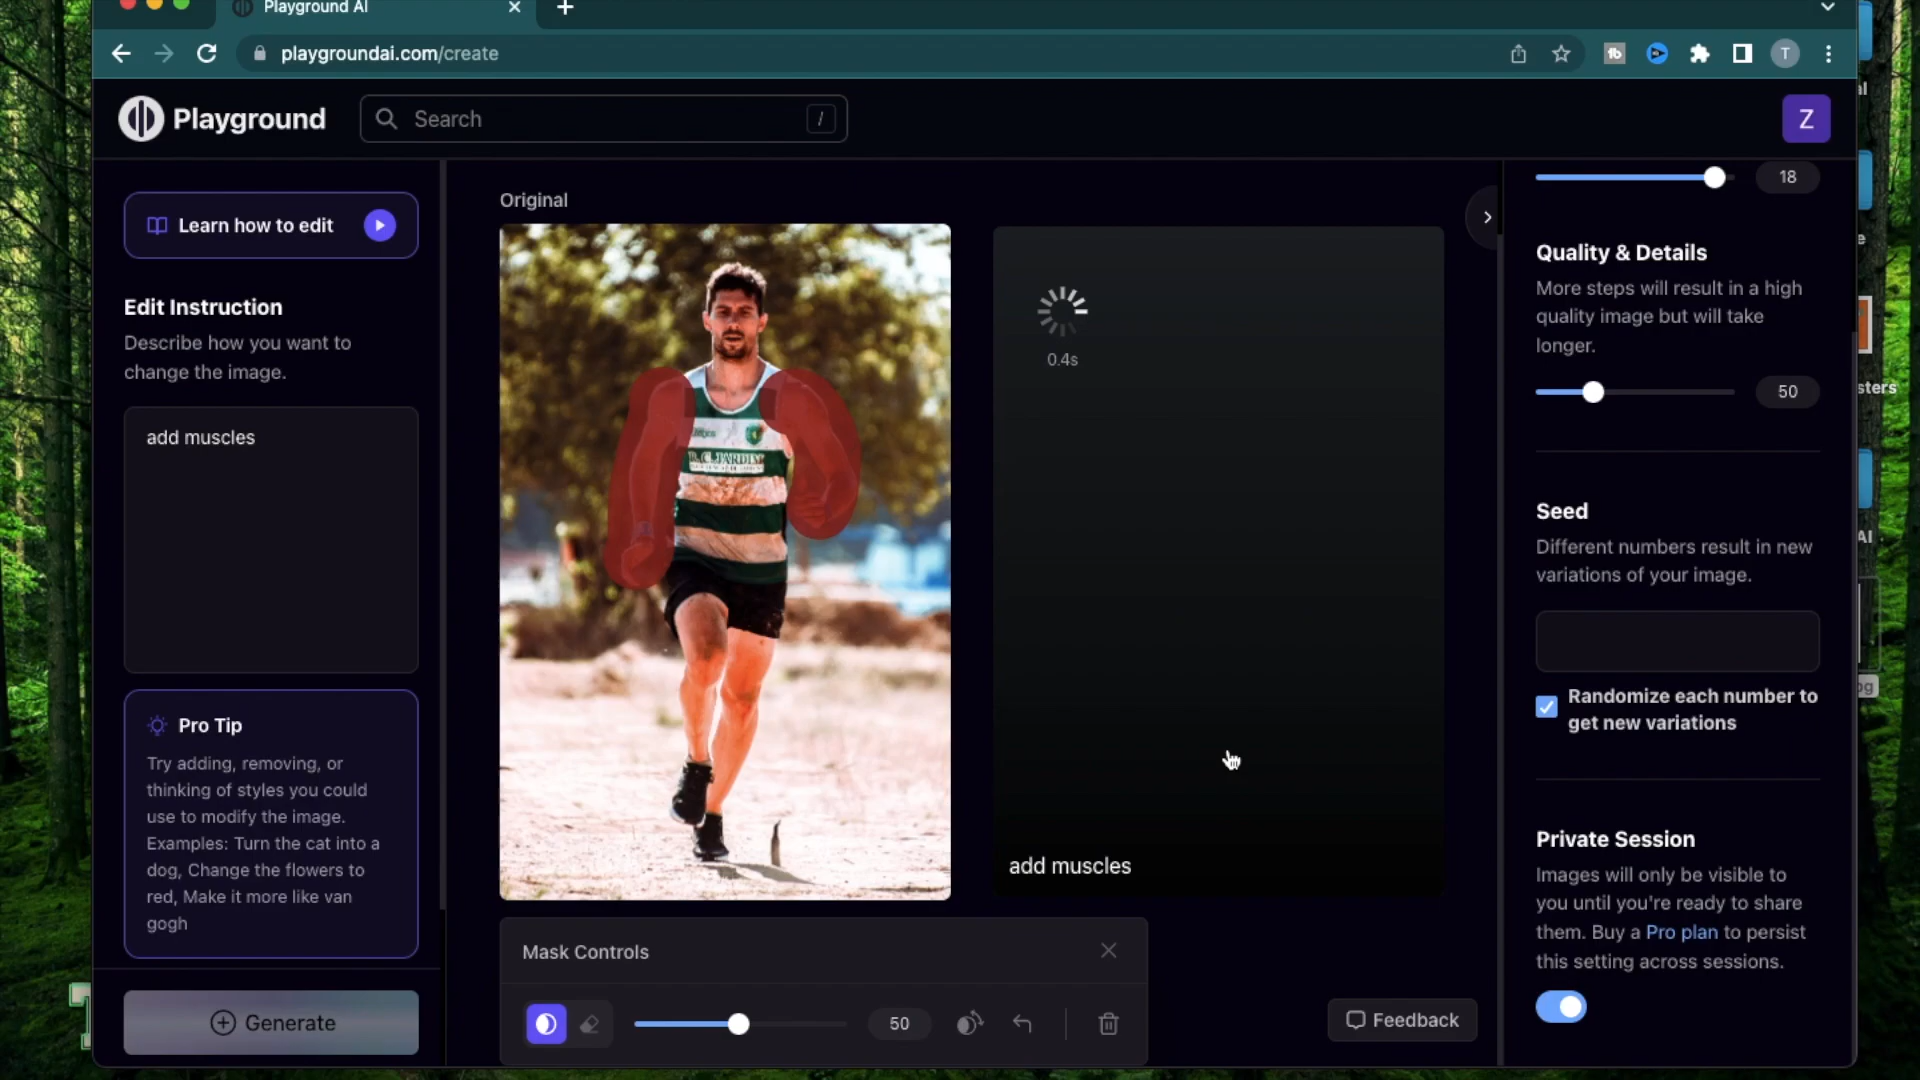 Playground AI
playgroundai.com/create
T
Playground
Search
/
Z
Learn how to edit
Edit Instruction
Describe how you want to
change the image.
add muscles
Pro Tip
Try adding, removing, or
thinking of styles you could
use to modify the image.
Examples: Turn the cat into a
dog, Change the flowers to
red, Make it more like van
gogh
Generate
Original
R.C. JARDIM
0.4s
add muscles
Mask Controls
50
Feedback
18
Quality & Details
More steps will result in a high
quality image but will take
longer.
50
Seed
Different numbers result in new
variations of your image.
Randomize each number to
get new variations
Private Session
Images will only be visible to
you until you're ready to share
them. Buy a Pro plan to persist
this setting across sessions.
al
e
sters
AI
T